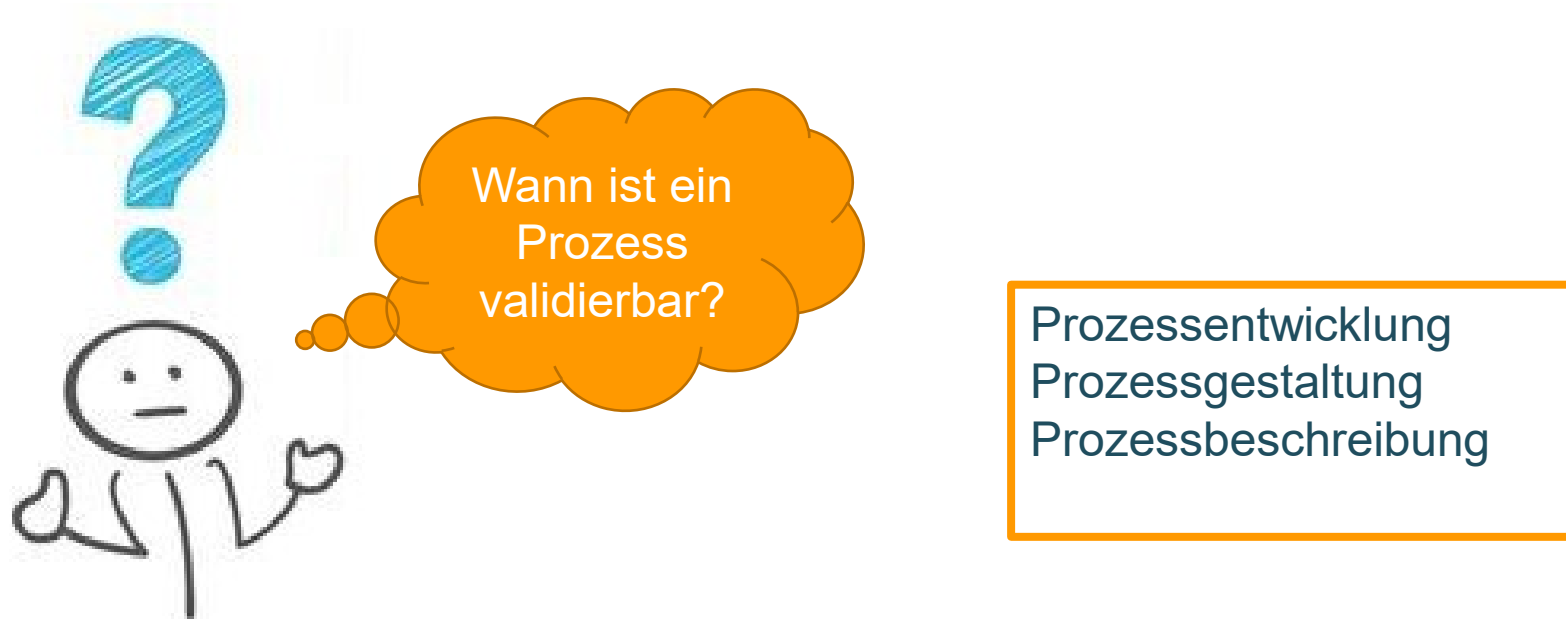 ?
Wann ist ein
Prozess
validierbar?
Prozessentwicklung
Prozessgestaltung
Prozessbeschreibung